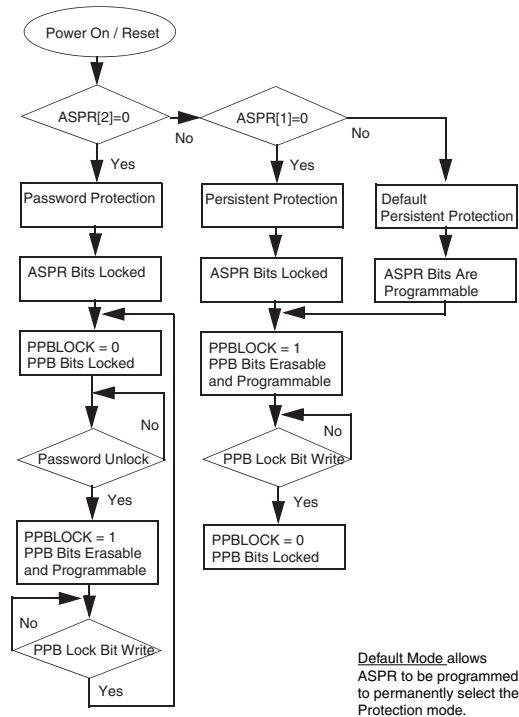 Power On / Reset
ASPR[2]=0
No
ASPR[1]=0
No
Yes
Yes
Password Protection
Persistent Protection
Default
Persistent Protection
ASPR Bits Locked
ASPR Bits Locked
ASPR Bits Are
Programmable
PPBLOCK = 0
PPB Bits Locked
PPBLOCK = 1
PPB Bits Erasable
and Programmable
No
No
Password Unlock
PPB Lock Bit Write
Yes
Yes
PPBLOCK = 1
PPB Bits Erasable
and Programmable
PPBLOCK = 0
PPB Bits Locked
No
PPB Lock Bit Write
Yes
Default Mode allows
ASPR to be programmed
to permanently select the
Protection mode.